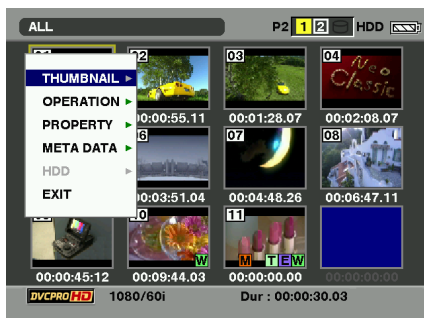 ALL P2 1 2 HDD
02 03 04
Neo Classic
THUMBNAIL
OPERATION
PROPERTY
META DATA
HDD
EXIT
00:00:55.11 00:01:28.07 00:02:08.07
07 08
00:03:51.04 00:04:48.26 00:06:47.11
10 11
W M T E W
00:00:45:12 00:09:44.03 00:00:00.00 00:00:00.00
DVCPRO HD 1080/60i Dur : 00:00:30.03